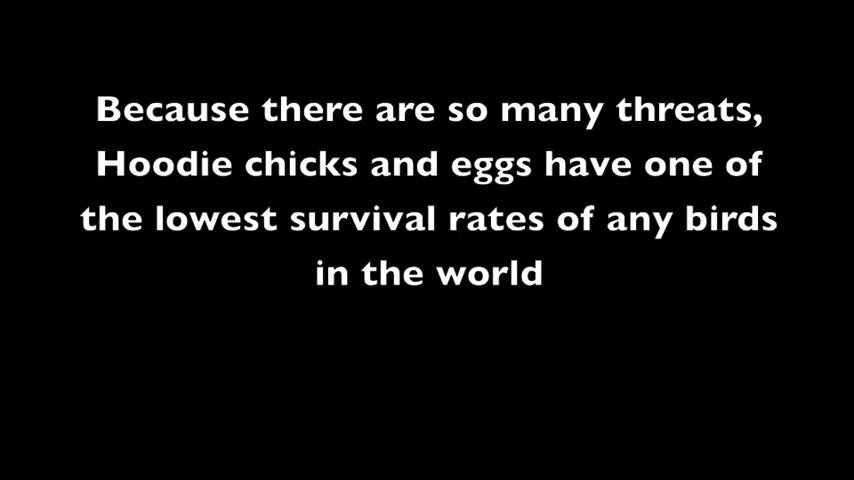 Because there are so many threats,
Hoodie chicks and eggs have one of
the lowest survival rates of any birds
in the world